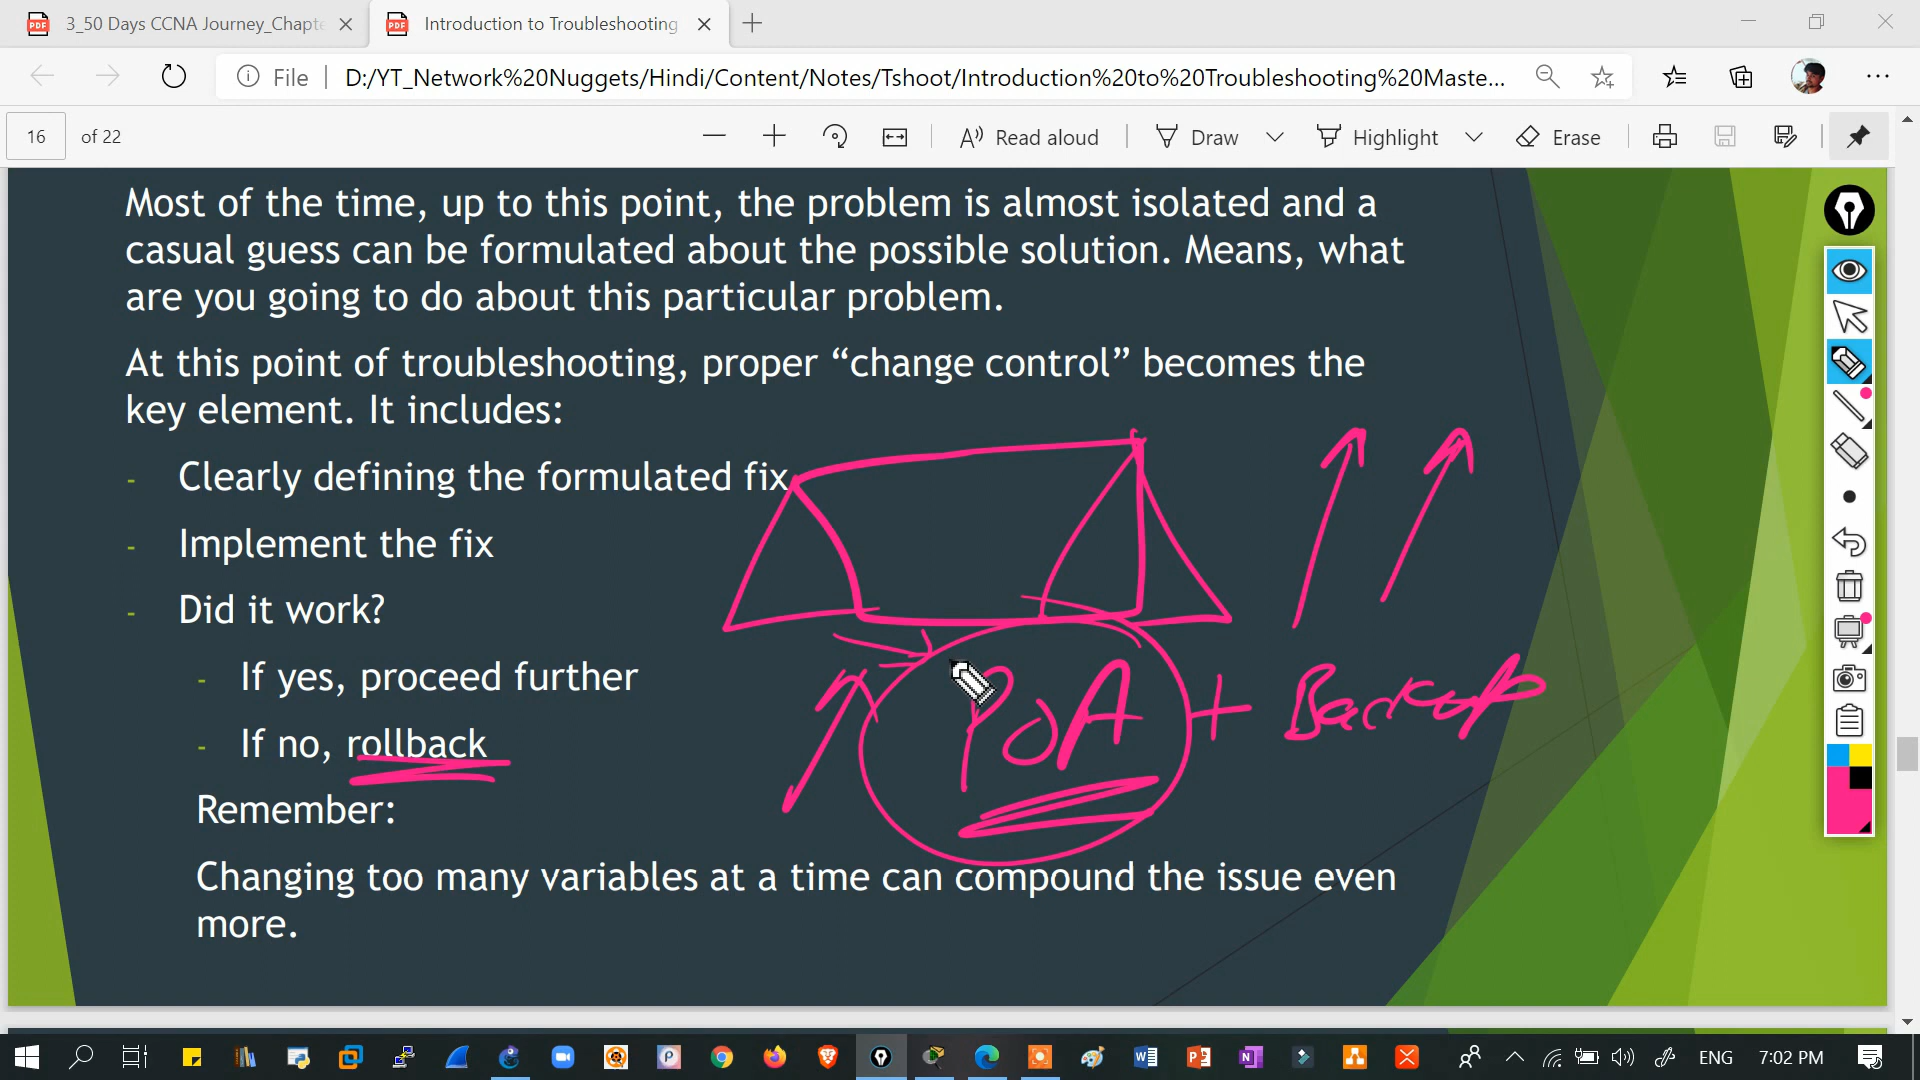 3_50 Days CCNA Journey_Chapte
Introduction to Troubleshooting
File
D:/YT_Network%20Nuggets/Hindi/Content/Notes/Tshoot/Introduction%20to%20Troubleshooting%20Maste...
16 of 22
Read aloud
Draw
Highlight
Erase
Most of the time, up to this point, the problem is almost isolated and a
casual guess can be formulated about the possible solution. Means, what
are you going to do about this particular problem.
At this point of troubleshooting, proper “change control” becomes the
key element. It includes:
- Clearly defining the formulated fix
- Implement the fix
- Did it work?
- If yes, proceed further
- If no, rollback
POA + Backup
Remember:
Changing too many variables at a time can compound the issue even
more.
ENG
7:02 PM